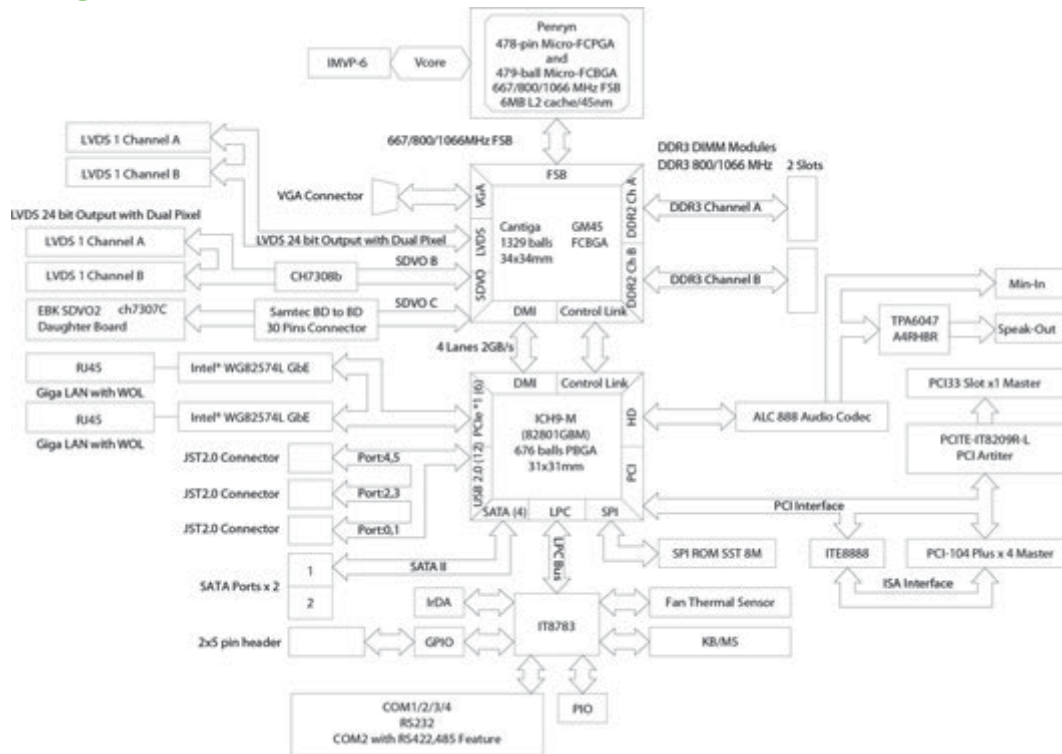 Penryn
478-pin Micro-FCPGA
and
479-ball Micro-FCBGA
667/800/1066 MHz FSB
6MB L2 cache/45nm
IMVP-6
Vcore
667/800/1066MHz FSB
LVDS 1 Channel A
LVDS 1 Channel B
VGA Connector
LVDS 24 bit Output with Dual Pixel
LVDS 24 bit Output with Dual Pixel
LVDS 1 Channel A
LVDS 1 Channel B
CH7308b
SDVO B
EBK SDVO2 ch7307C
Daughter Board
Samtec BD to BD
30 Pins Connector
SDVO C
FSB
VGA
LVDS
SDVO
Cantiga GM45
1329 balls FCBGA
34x34mm
DDR2 Ch A
DDR2 Ch B
DMI
Control Link
DDR3 DIMM Modules
DDR3 800/1066 MHz
2 Slots
DDR3 Channel A
DDR3 Channel B
4 Lanes 2GB/s
Min-In
TPA6047
A4RHBR
Speak-Out
RJ45
Intel® WG82574L GbE
Giga LAN with WOL
RJ45
Intel® WG82574L GbE
Giga LAN with WOL
DMI
Control Link
PCIe *1 (6)
USB 2.0 (12)
ICH9-M
(82801GBM)
676 balls PBGA
31x31mm
HD
PCI
SATA (4)
LPC
SPI
ALC 888 Audio Codec
PCI33 Slot x1 Master
PCITE-IT8209R-L
PCI Artiter
JST2.0 Connector
Port:4,5
JST2.0 Connector
Port:2,3
JST2.0 Connector
Port:0,1
PCI Interface
SATA Ports x 2
1
2
SATA II
LPC Bus
SPI ROM SST 8M
ITE8888
PCI-104 Plus x 4 Master
ISA Interface
IrDA
IT8783
Fan Thermal Sensor
2x5 pin header
GPIO
KB/MS
COM1/2/3/4
RS232
COM2 with RS422,485 Feature
PIO